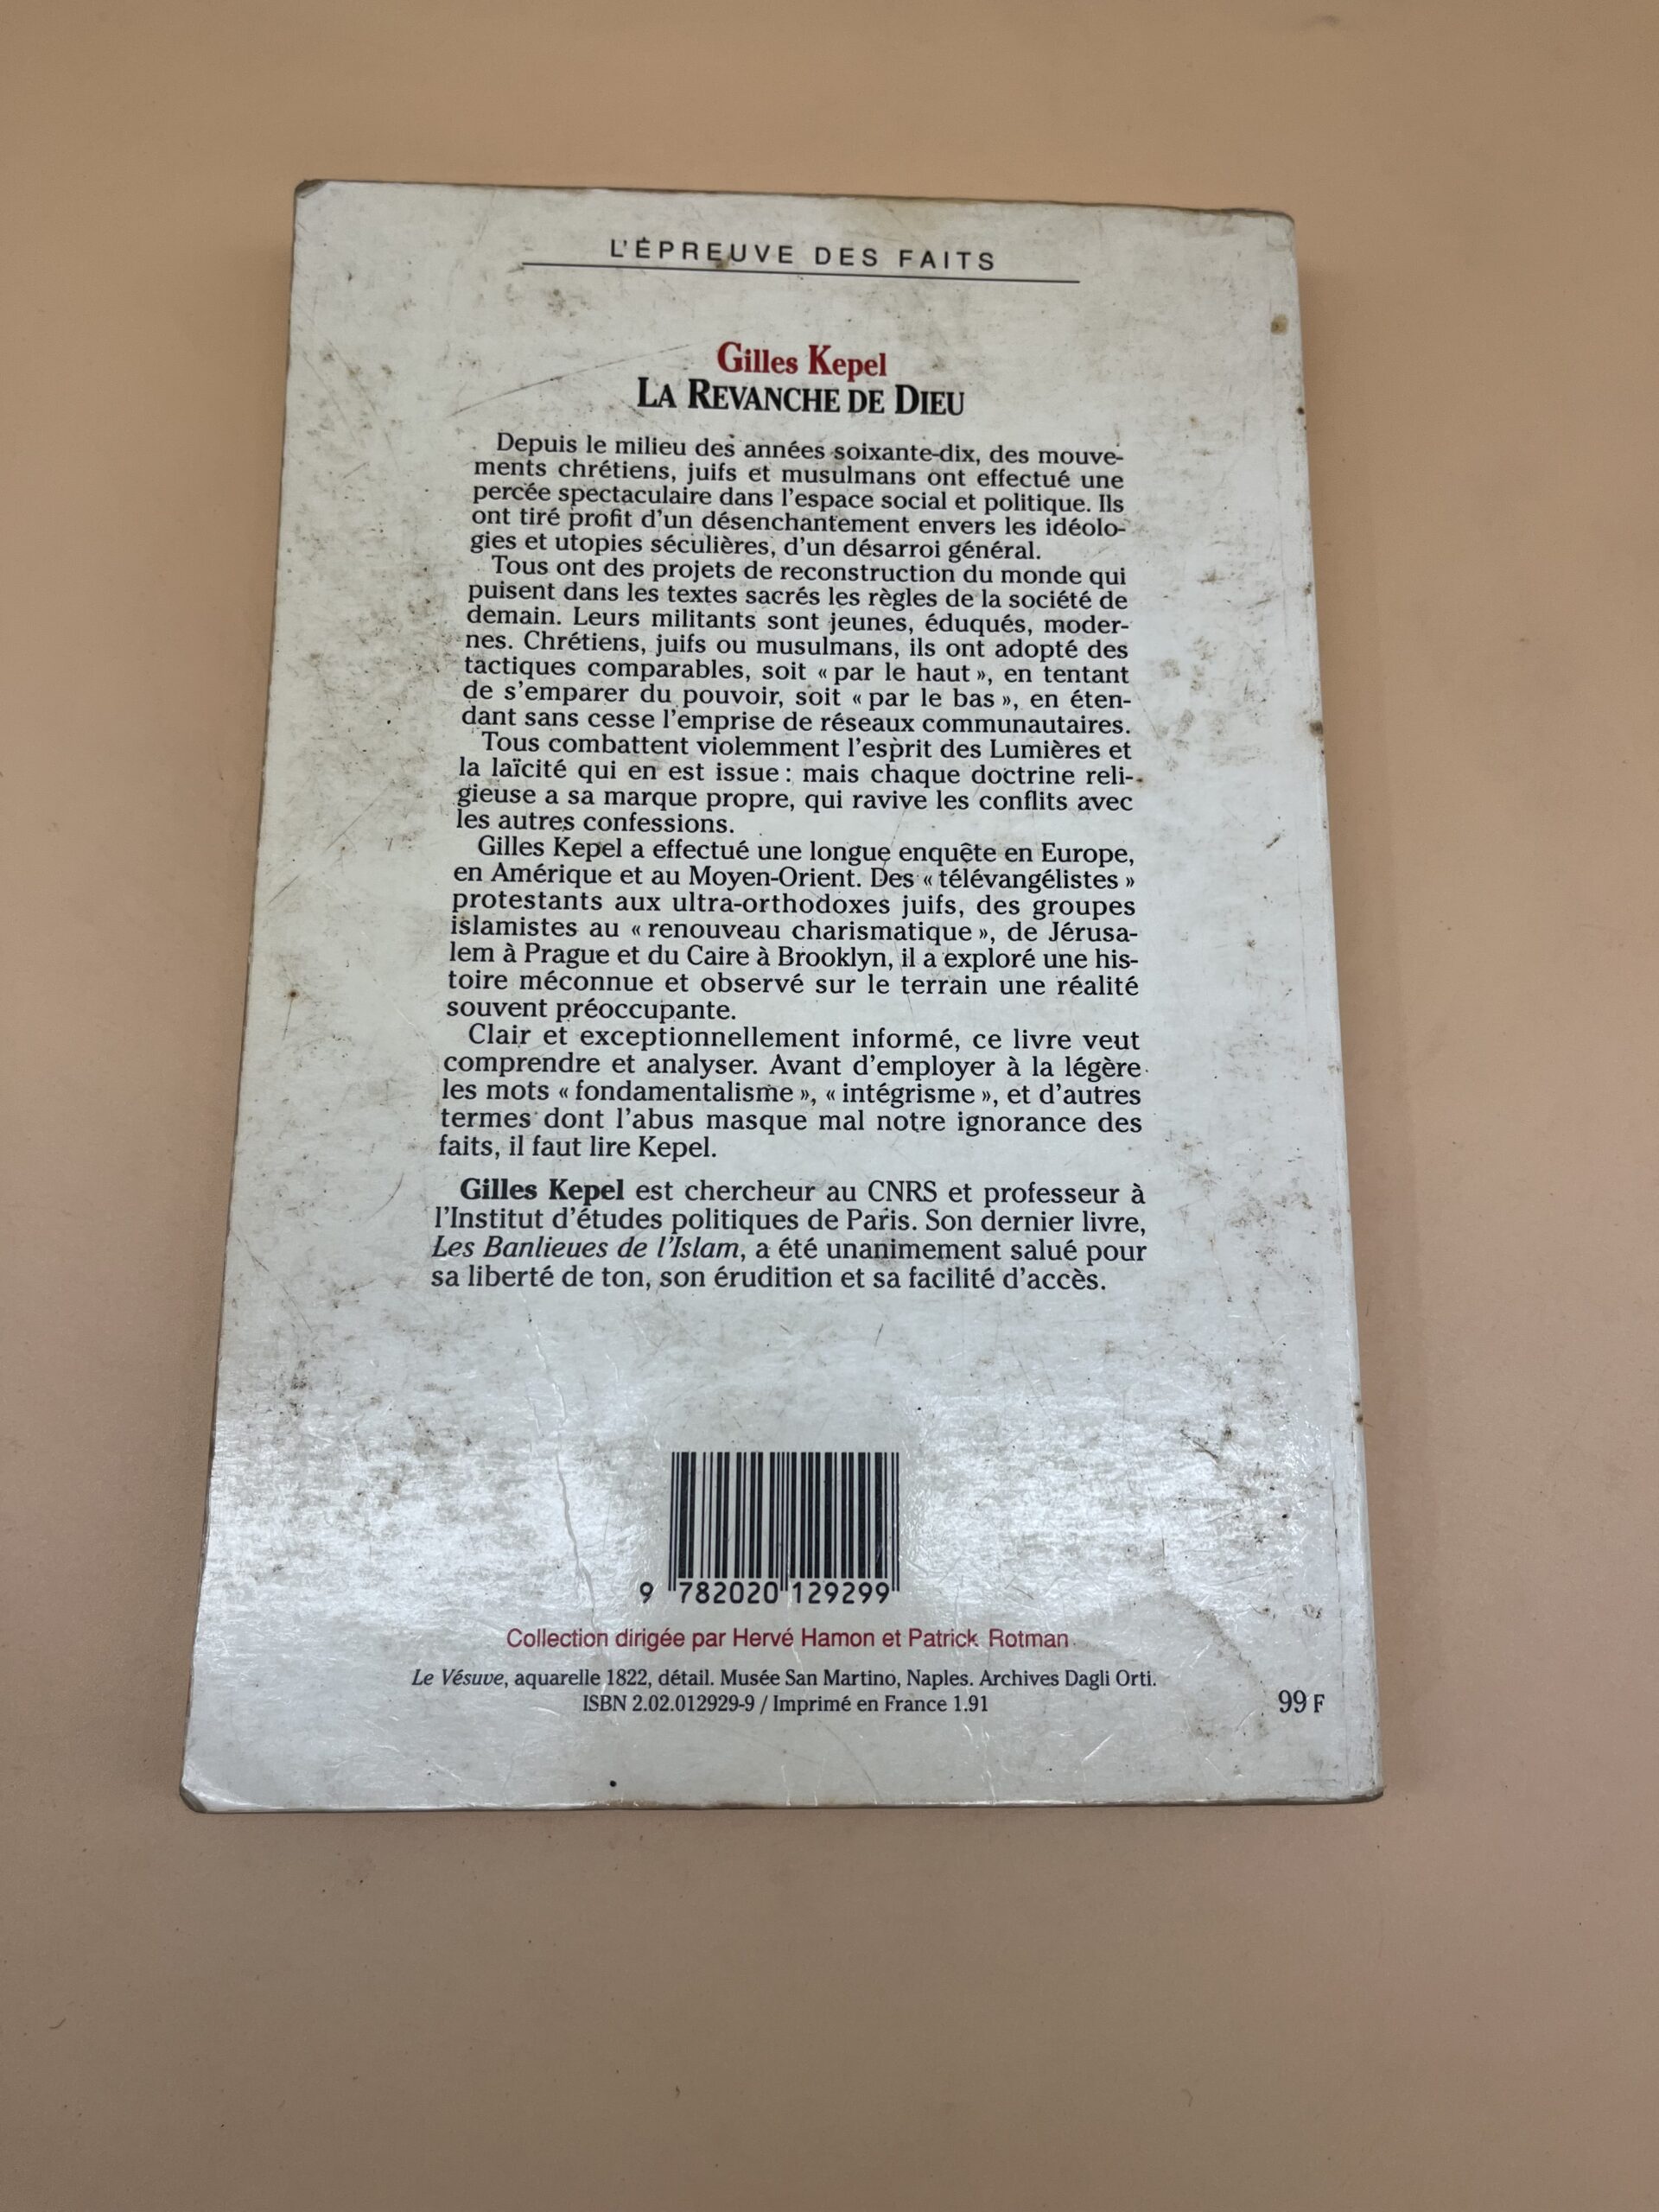 L'ÉPREUVE DES FAITS
Gilles Kepel
LA REVANCHE DE DIEU
Depuis le milieu des années soixante-dix, des mouve-
ments chrétiens, juifs et musulmans ont effectué une
percée spectaculaire dans l'espace social et politique. Ils
ont tiré profit d'un désenchantement envers les idéolo-
gies et utopies séculières, d'un désarroi général.
Tous ont des projets de reconstruction du monde qui
puisent dans les textes sacrés les règles de la société de
demain. Leurs militants sont jeunes, éduqués, moder-
nes. Chrétiens, juifs ou musulmans, ils ont adopté des
tactiques comparables, soit « par le haut », en tentant
de s'emparer du pouvoir, soit « par le bas », en éten-
dant sans cesse l'emprise de réseaux communautaires.
Tous combattent violemment l'esprit des Lumières et
la laïcité qui en est issue : mais chaque doctrine reli-
gieuse a sa marque propre, qui ravive les conflits avec
les autres confessions.
Gilles Kepel a effectué une longue enquête en Europe,
en Amérique et au Moyen-Orient. Des « télévangélistes »
protestants aux ultra-orthodoxes juifs, des groupes
islamistes au « renouveau charismatique », de Jérusa-
lem à Prague et du Caire à Brooklyn, il a exploré une his-
toire méconnue et observé sur le terrain une réalité
souvent préoccupante.
Clair et exceptionnellement informé, ce livre veut
comprendre et analyser. Avant d'employer à la légère
les mots « fondamentalisme », « intégrisme », et d'autres
termes dont l'abus masque mal notre ignorance des
faits, il faut lire Kepel.
Gilles Kepel est chercheur au CNRS et professeur à
l'Institut d'études politiques de Paris. Son dernier livre,
Les Banlieues de l'Islam, a été unanimement salué pour
sa liberté de ton, son érudition et sa facilité d'accès.
9 782020 129299
Collection dirigée par Hervé Hamon et Patrick Rotman
Le Vésuve, aquarelle 1822, détail. Musée San Martino, Naples. Archives Dagli Orti.
ISBN 2.02.012929-9 / Imprimé en France 1.91
99 F